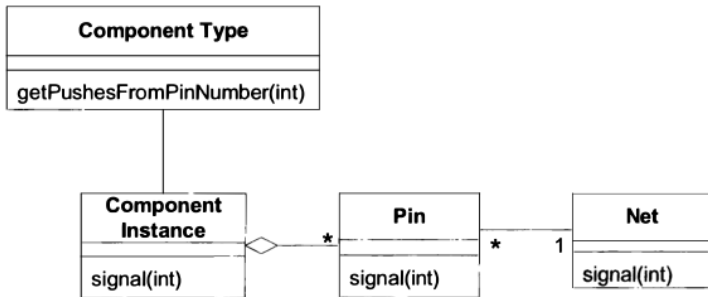 Component Type
getPushesFromPinNumber(int)
Component
Instance
signal(int)
*
Pin
signal(int)
*
1
Net
signal(int)